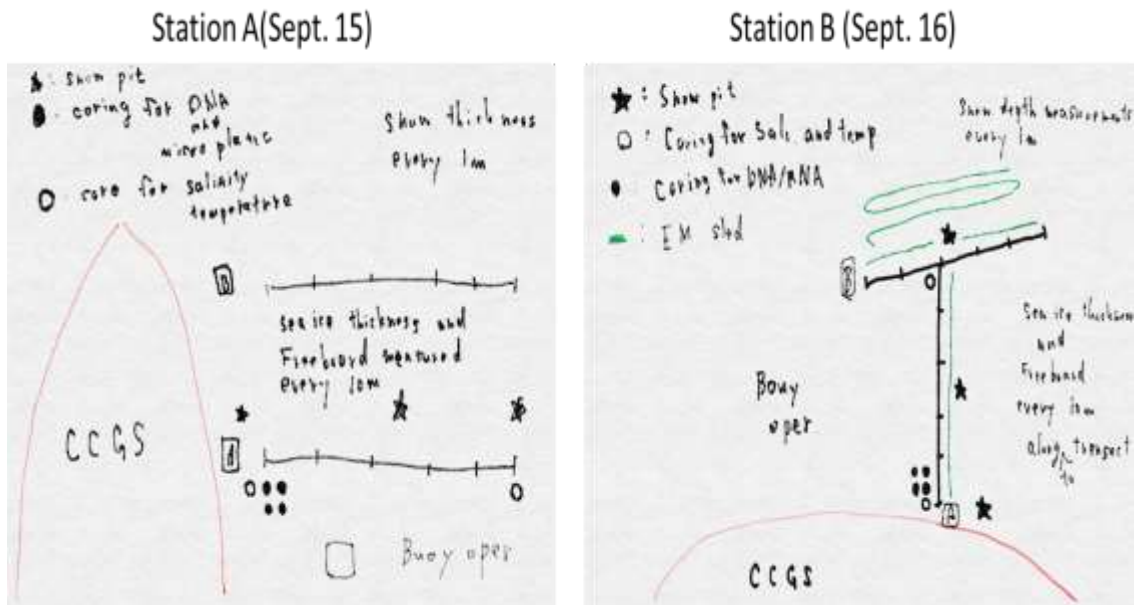 Station A(Sept. 15)
: Snow pit
: coring for DNA
and
micro plastic
: core for salinity
temperature
Snow thickness
every 1m
B
sea ice thickness and
Freeboard measured
every 10m
CCGS
A
Buoy oper
Station B (Sept. 16)
: Snow pit
: Coring for Sal. and temp
: Coring for DNA/RNA
: EM sled
Snow depth measurements
every 1m
B
Sea ice thickness
and
Freeboard
every 10m
along transect
to
Bouy
oper
A
CCGS